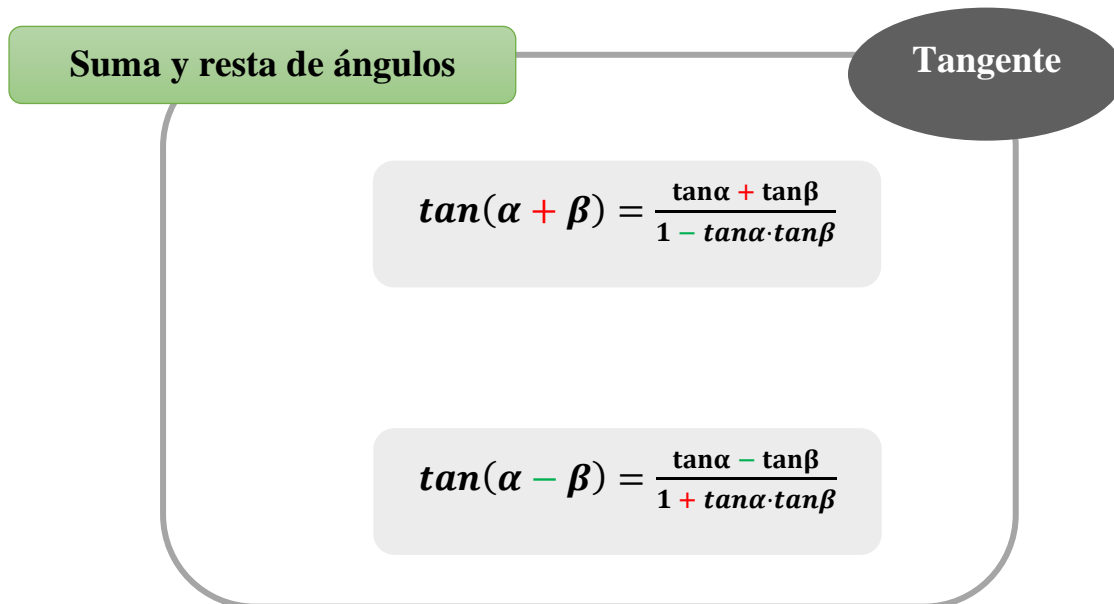 Suma y resta de ángulos
Tangente
tan(α + β) = (tanα + tanβ) / (1 − tanα·tanβ)
tan(α − β) = (tanα − tanβ) / (1 + tanα·tanβ)